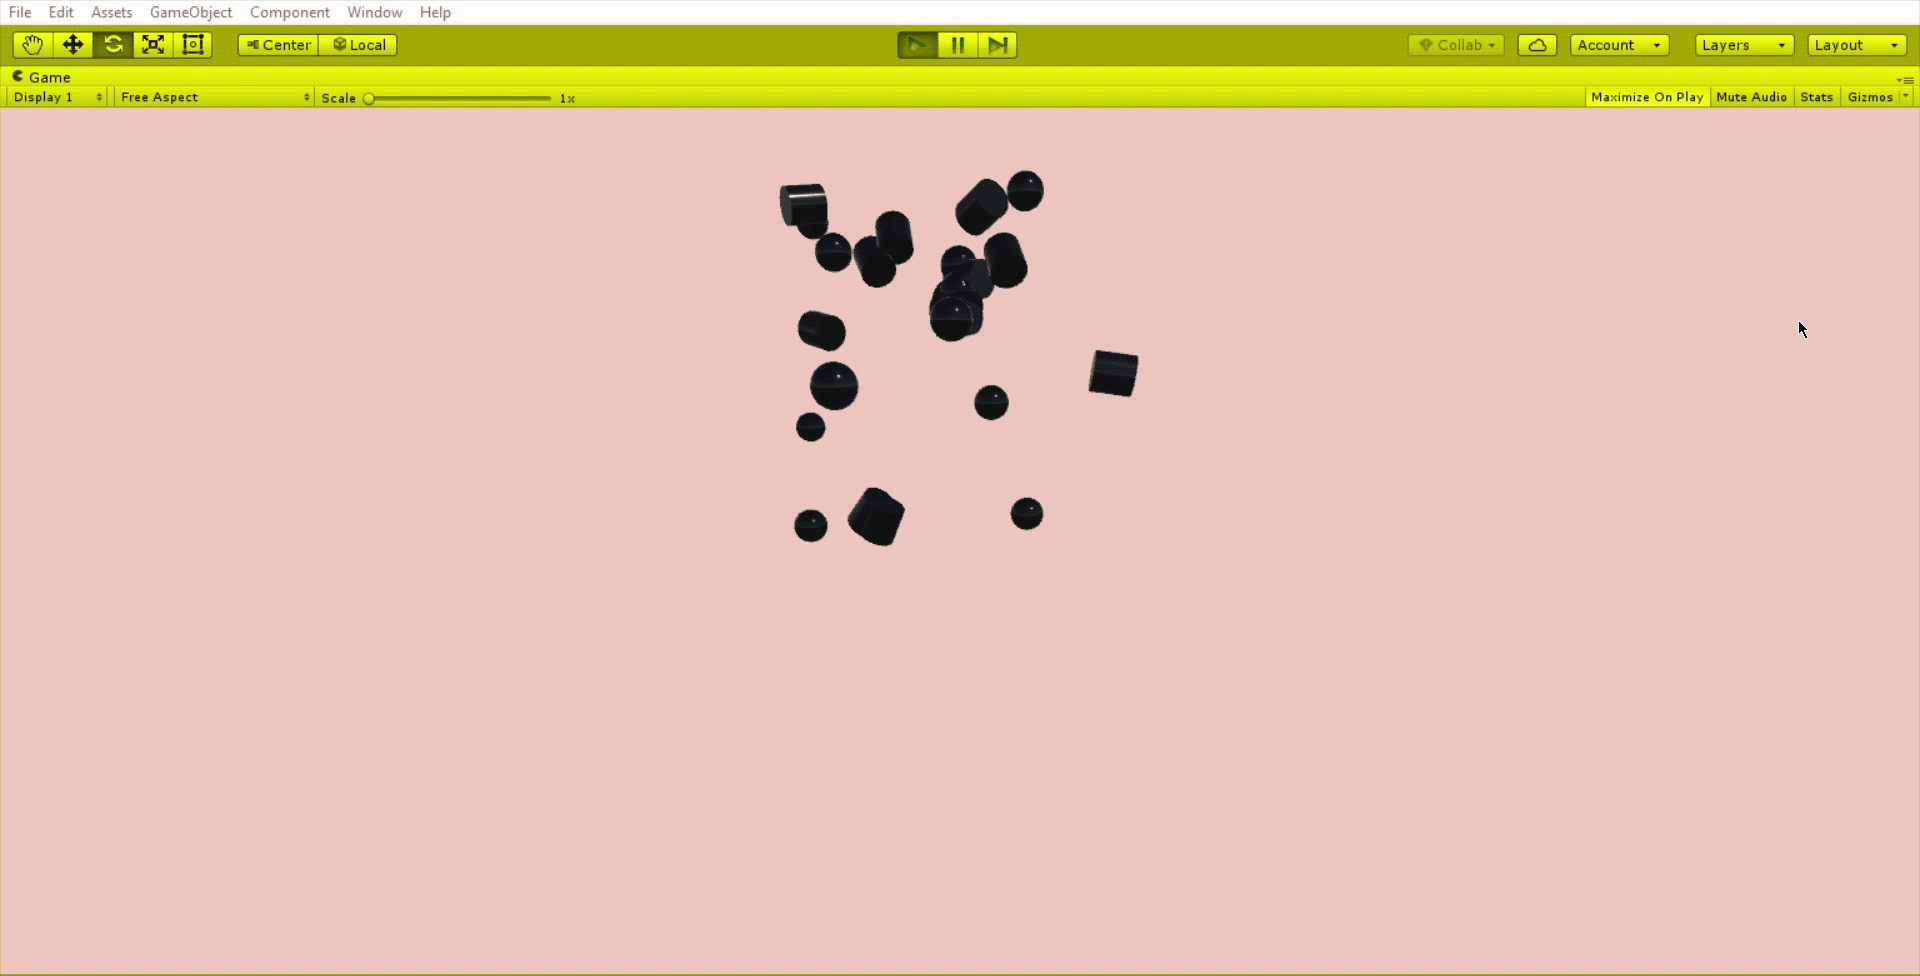 File Edit Assets GameObject Component Window Help
Center Local Collab Account Layers Layout
Game
Display 1 Free Aspect Scale 1x Maximize On Play Mute Audio Stats Gizmos